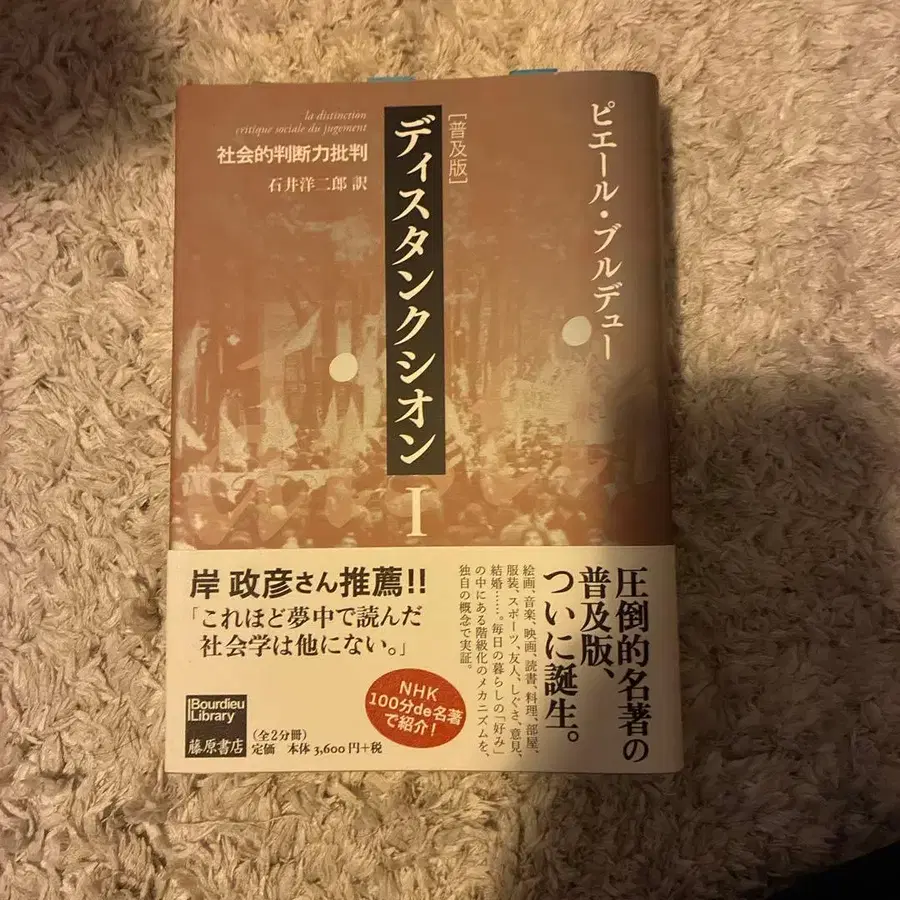 ピエール・ブルデュー
[普及版]
ディスタンクシオン I
la distinction
critique sociale du jugement
社会的判断力批判
石井洋二郎 訳
圧倒的名著の
普及版、
ついに誕生。
絵画、音楽、映画、読書、料理、部屋、
服装、スポーツ、友人、しぐさ、意見、
結婚……。毎日の暮らしの「好み」
の中にある階級化のメカニズムを、
独自の概念で実証。
岸 政彦さん推薦!!
「これほど夢中で読んだ
社会学は他にない。」
NHK
100分de名著
で紹介!
Bourdieu
Library
藤原書店
(全2分冊)
定価 本体 3,600円+税